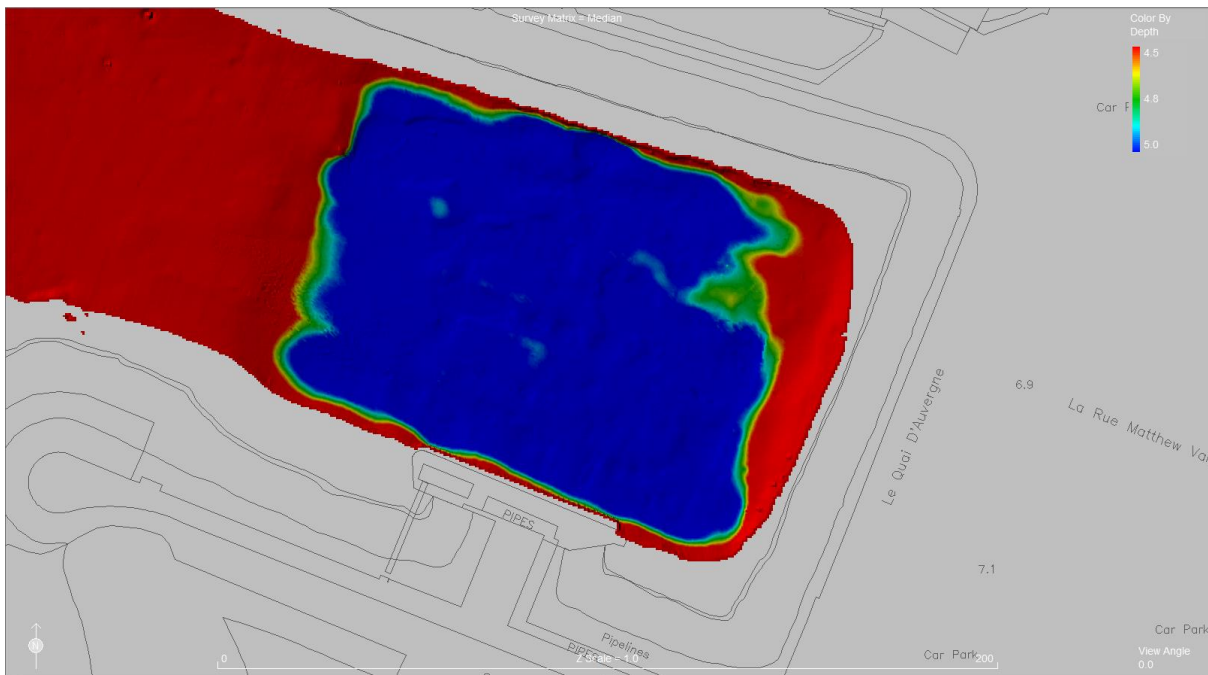 Survey Matrix = Median
Color By
Depth
4.5
4.8
5.0
Car
6.9
La Rue Matthew
Le Quai D'Auvergne
PIPES
7.1
Pipelines
PIPES
Car Park
Car Park
N
0
Z Scale = 1.0
200
View Angle
0.0